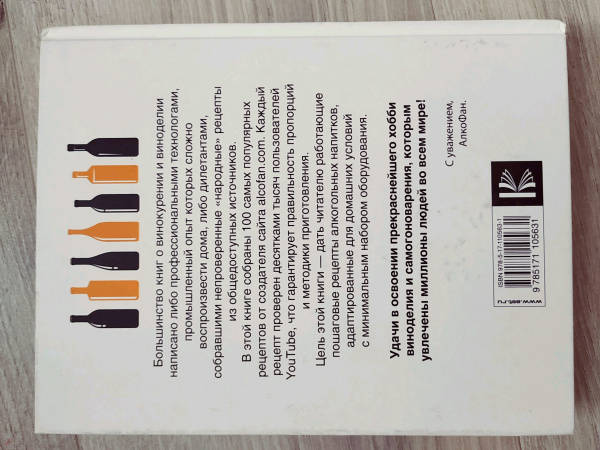 Большинство книг о винокурении и виноделии
написано либо профессиональными технологами,
промышленный опыт которых сложно
воспроизвести дома, либо дилетантами,
собравшими непроверенные «народные» рецепты
из общедоступных источников.
В этой книге собраны 100 самых популярных
рецептов от создателя сайта alcofan.com. Каждый
рецепт проверен десятками тысяч пользователей
YouTube, что гарантирует правильность пропорций
и методики приготовления.
Цель этой книги — дать читателю работающие
пошаговые рецепты алкогольных напитков,
адаптированные для домашних условий
с минимальным набором оборудования.
Удачи в освоении прекраснейшего хобби
виноделия и самогоноварения, которым
увлечены миллионы людей во всем мире!
С уважением,
АлкоФан.
ISBN 978-5-17-110563-1
9 785171 105631
www.ast.ru